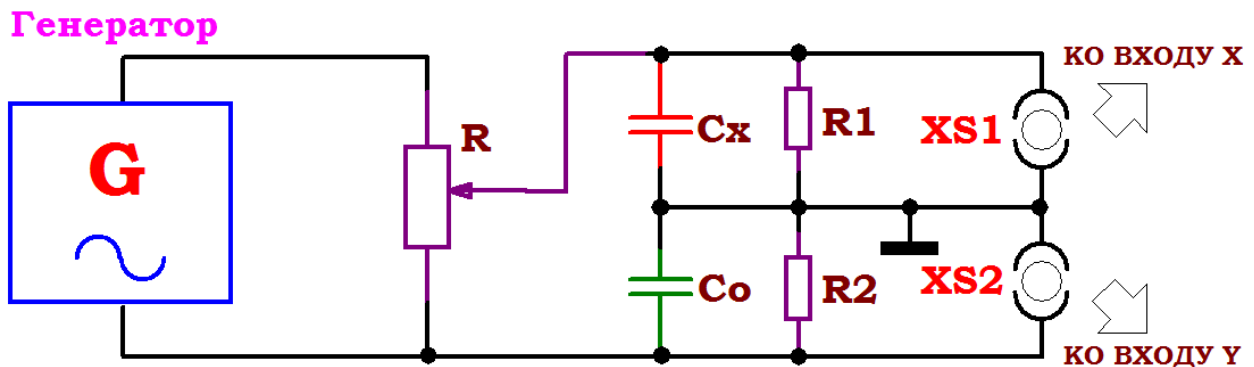 Генератор
КО ВХОДУ X
G
R
Cx
R1
XS1
Co
R2
XS2
КО ВХОДУ Y